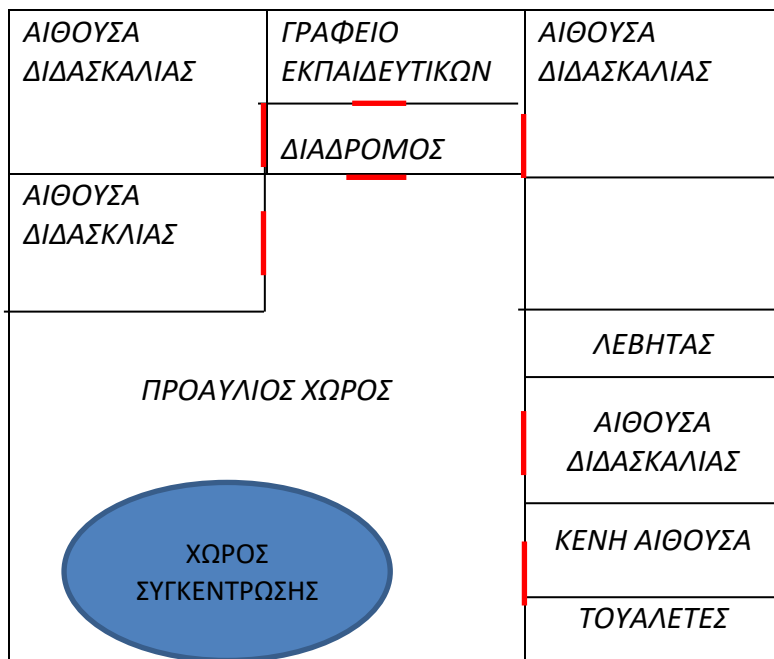 ΑΙΘΟΥΣΑ
ΔΙΔΑΣΚΑΛΙΑΣ
ΓΡΑΦΕΙΟ
ΕΚΠΑΙΔΕΥΤΙΚΩΝ
ΑΙΘΟΥΣΑ
ΔΙΔΑΣΚΑΛΙΑΣ
ΔΙΑΔΡΟΜΟΣ
ΑΙΘΟΥΣΑ
ΔΙΔΑΣΚΛΙΑΣ
ΛΕΒΗΤΑΣ
ΠΡΟΑΥΛΙΟΣ ΧΩΡΟΣ
ΑΙΘΟΥΣΑ
ΔΙΔΑΣΚΑΛΙΑΣ
ΚΕΝΗ ΑΙΘΟΥΣΑ
ΧΩΡΟΣ
ΣΥΓΚΕΝΤΡΩΣΗΣ
ΤΟΥΑΛΕΤΕΣ